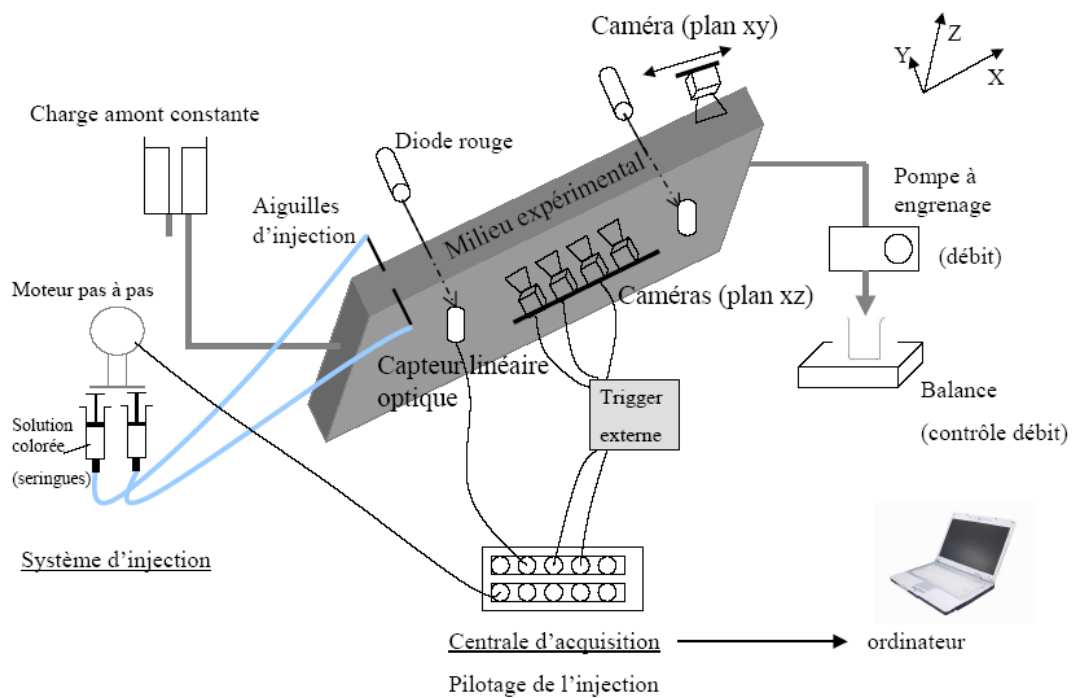 Caméra (plan xy)
Z
Y
X
Charge amont constante
Diode rouge
Milieu expérimental
Pompe à
engrenage
(débit)
Aiguilles
d'injection
Moteur pas à pas
Caméras (plan xz)
Capteur linéaire
optique
Trigger
externe
Balance
(contrôle débit)
Solution
colorée
(seringues)
Système d'injection
Centrale d'acquisition
ordinateur
Pilotage de l'injection